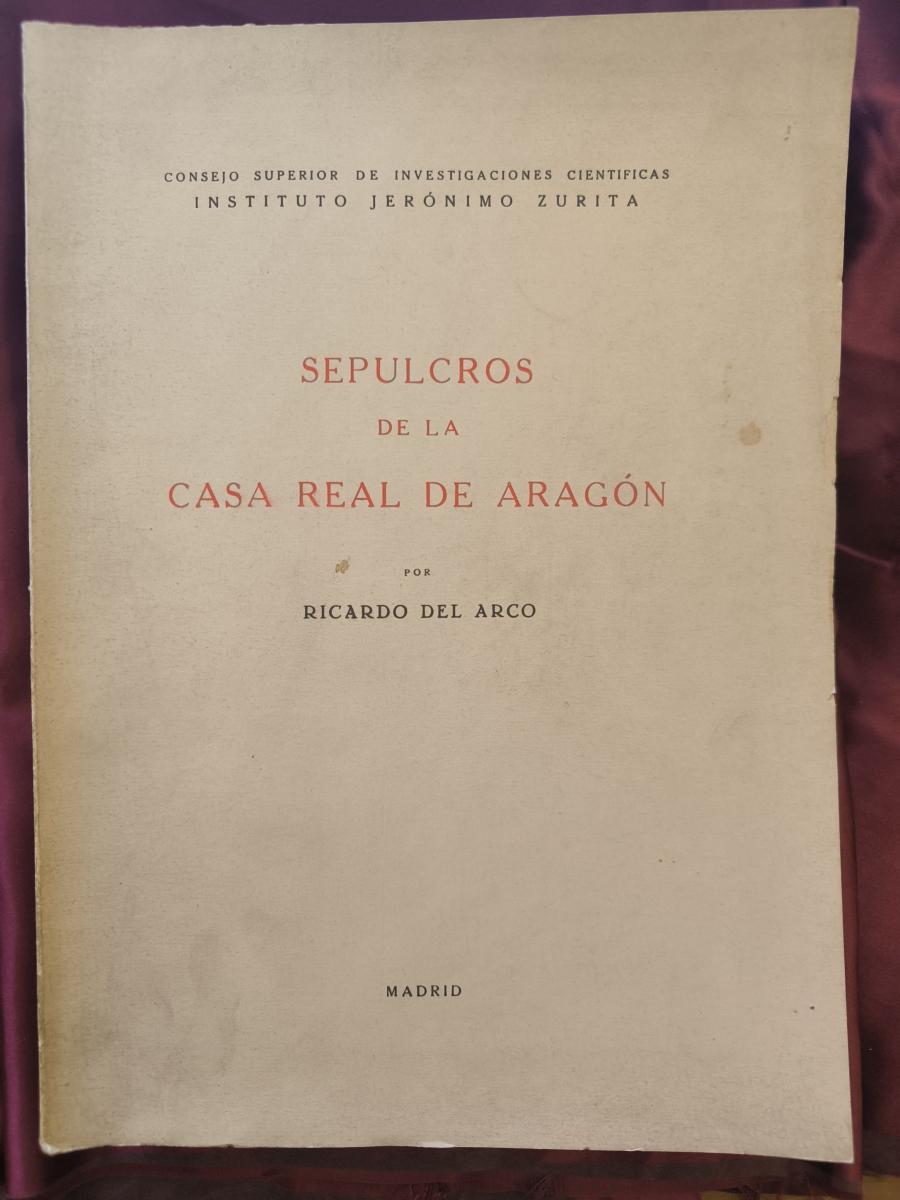 CONSEJO SUPERIOR DE INVESTIGACIONES CIENTIFICAS
INSTITUTO JERÓNIMO ZURITA
SEPULCROS
DE LA
CASA REAL DE ARAGÓN
POR
RICARDO DEL ARCO
MADRID